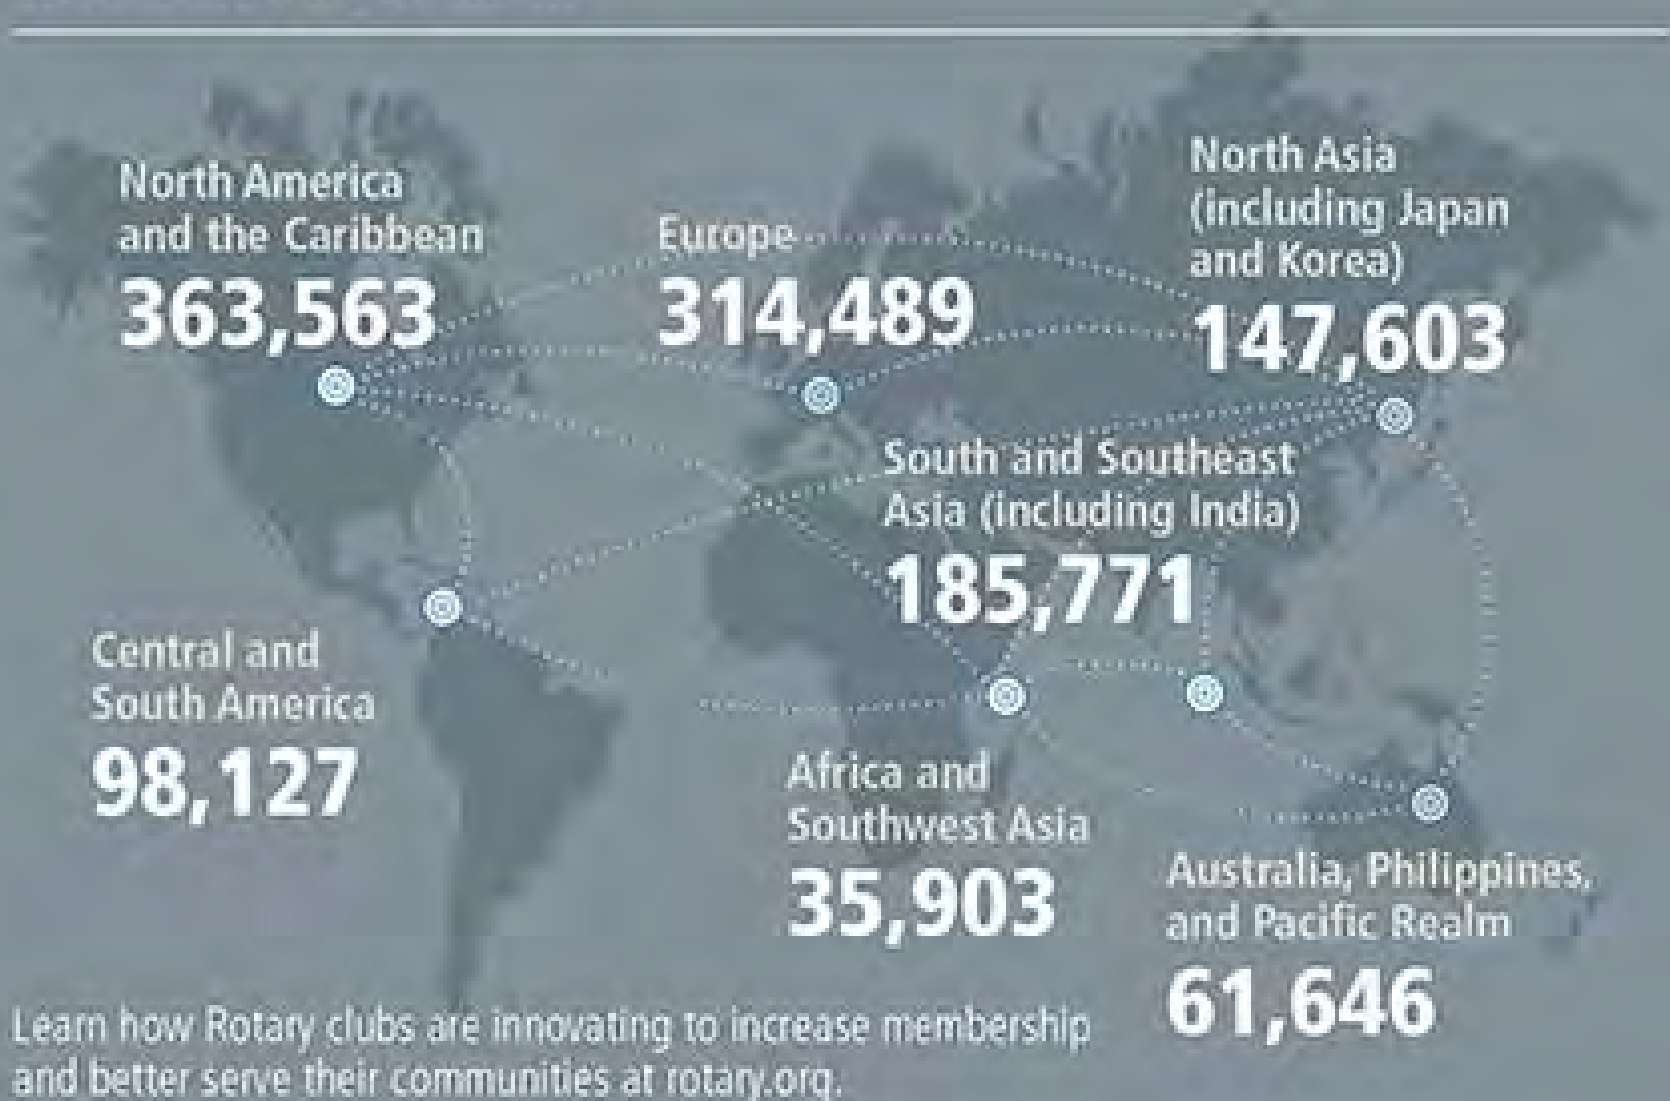 North America
and the Caribbean
363,563
Europe
314,489
North Asia
(including Japan
and Korea)
147,603
South and Southeast
Asia (including India)
185,771
Central and
South America
98,127
Africa and
Southwest Asia
35,903
Australia, Philippines,
and Pacific Realm
61,646
Learn how Rotary clubs are innovating to increase membership
and better serve their communities at rotary.org.